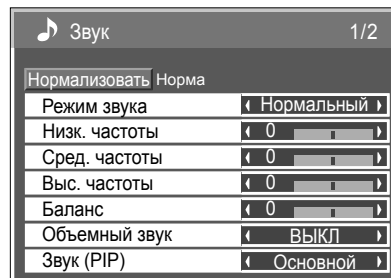 Звук 1/2
Нормализовать Норма
Режим звука Нормальный
Низк. частоты 0
Сред. частоты 0
Выс. частоты 0
Баланс 0
Объемный звук ВЫКЛ
Звук (PIP) Основной